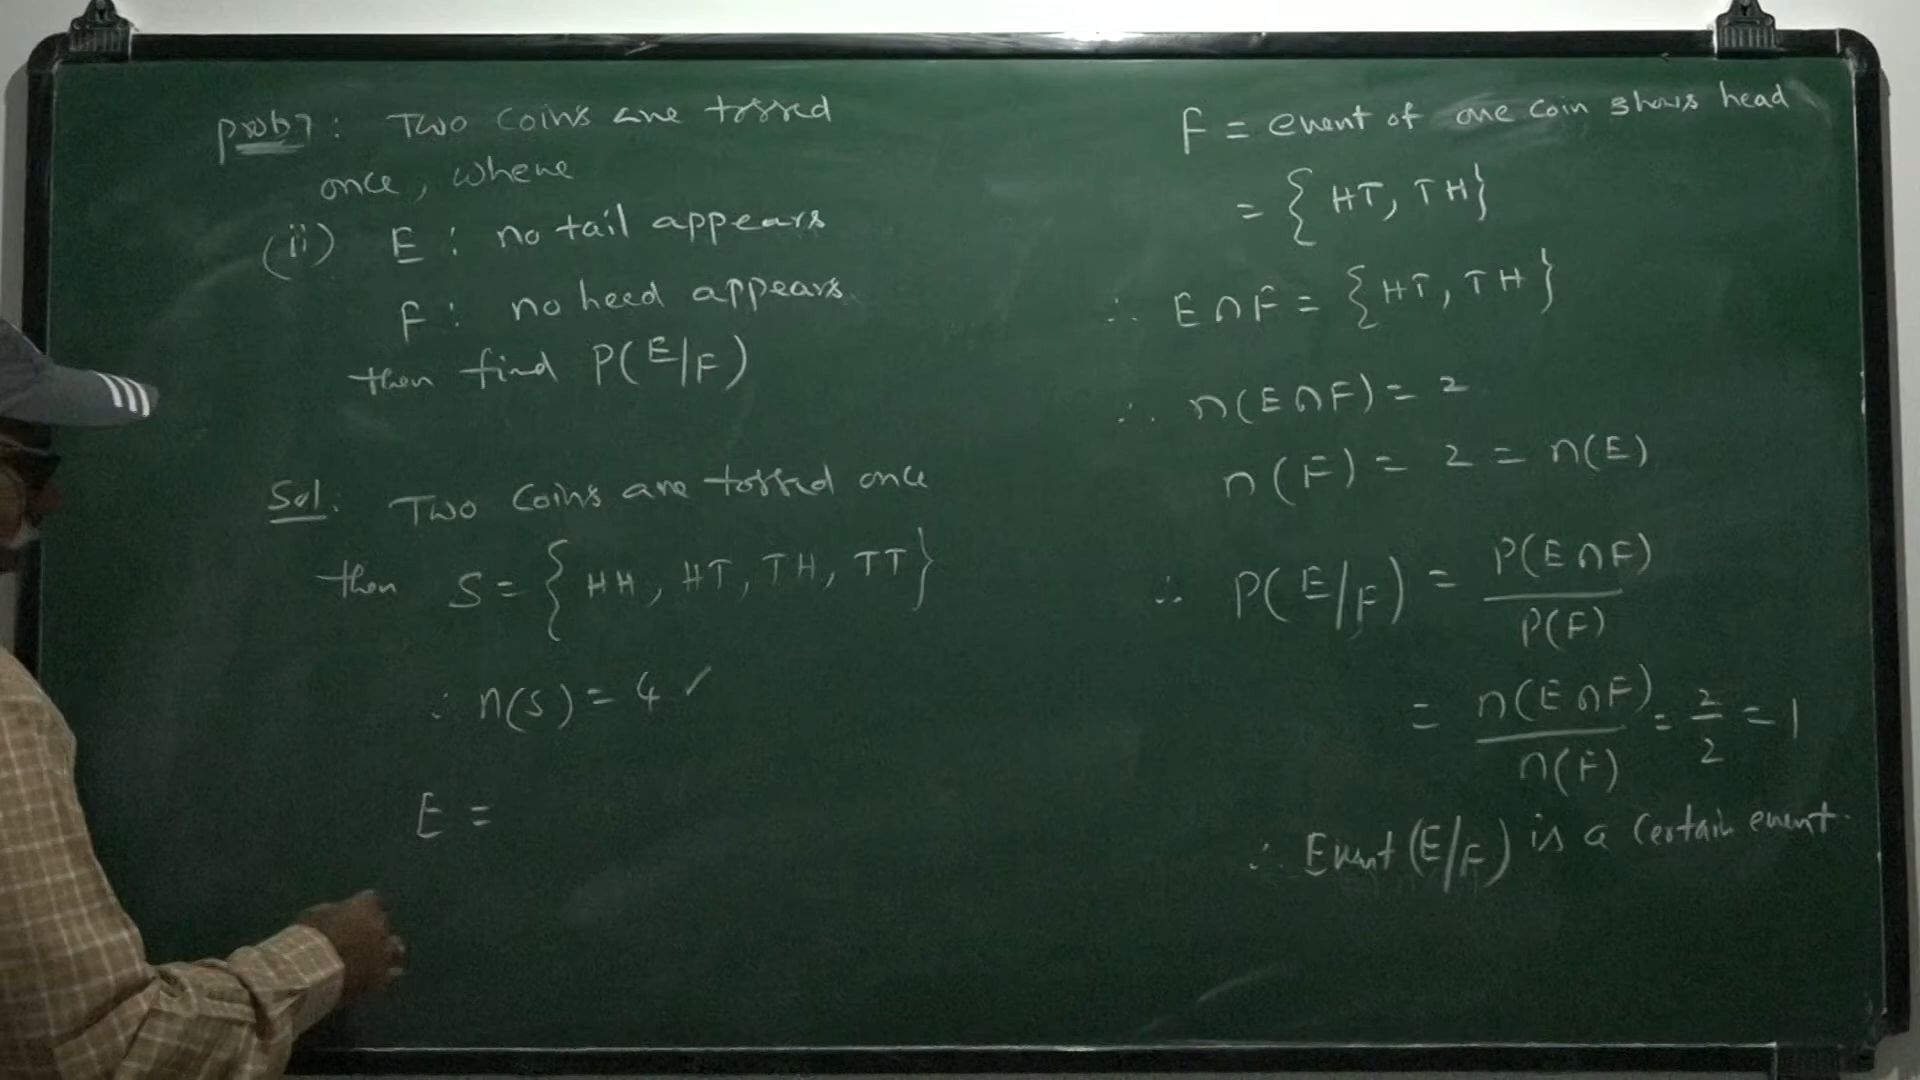 prob 7 : Two coins are tossed
once, where
(ii) E : no tail appears
F : no head appears
then find P(E/F)
Sol: Two coins are tossed once
then S = { HH, HT, TH, TT }
∴ n(S) = 4 ✓
E =
F = event of one coin shows head
= { HT, TH }
∴ E ∩ F = { HT, TH }
∴ n(E ∩ F) = 2
n(F) = 2 = n(E)
∴ P(E/F) = P(E ∩ F)
P(F)
= n(E ∩ F) = 2 = 1
n(F) 2
∴ Event (E/F) is a certain event.